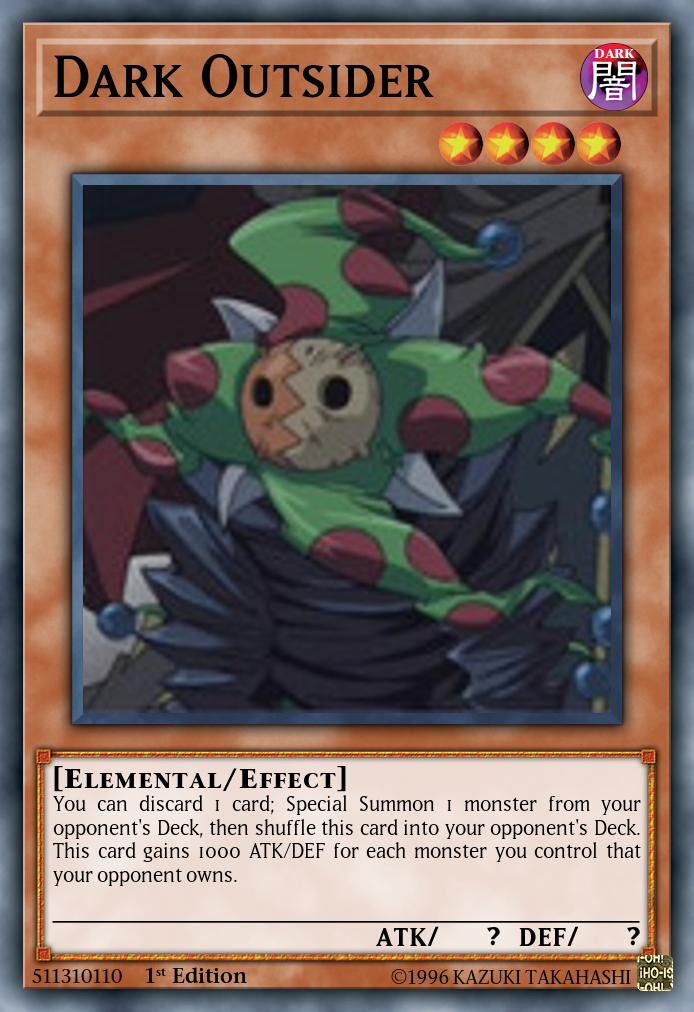 Dark Outsider
DARK
闇
[Elemental/Effect]
You can discard 1 card; Special Summon 1 monster from your
opponent's Deck, then shuffle this card into your opponent's Deck.
This card gains 1000 ATK/DEF for each monster you control that
your opponent owns.
ATK/ ? DEF/ ?
511310110 1st Edition ©1996 KAZUKI TAKAHASHI